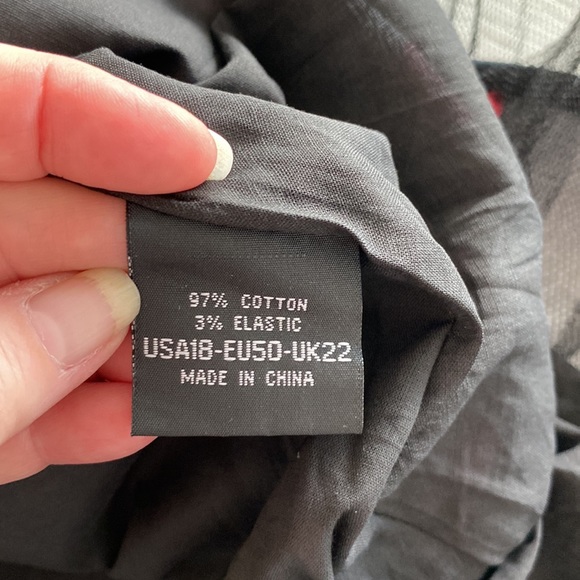 97% COTTON
3% ELASTIC
USA18-EU50-UK22
MADE IN CHINA